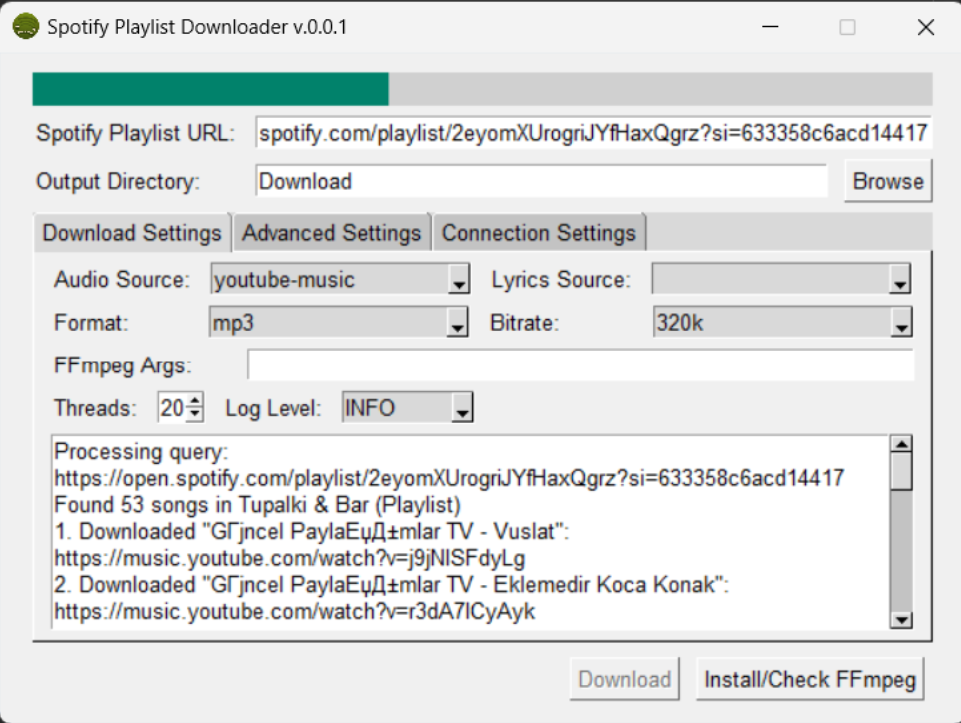 Spotify Playlist Downloader v.0.0.1
Spotify Playlist URL: spotify.com/playlist/2eyomXUrogriJYfHaxQgrz?si=633358c6acd14417
Output Directory: Download Browse
Download Settings Advanced Settings Connection Settings
Audio Source: youtube-music Lyrics Source:
Format: mp3 Bitrate: 320k
FFmpeg Args:
Threads: 20 Log Level: INFO
Processing query:
https://open.spotify.com/playlist/2eyomXUrogriJYfHaxQgrz?si=633358c6acd14417
Found 53 songs in Tupalki & Bar (Playlist)
1. Downloaded "GГјncel PaylaЕџД±mlar TV - Vuslat":
https://music.youtube.com/watch?v=j9jNISFdyLg
2. Downloaded "GГјncel PaylaЕџД±mlar TV - Eklemedir Koca Konak":
https://music.youtube.com/watch?v=r3dA7lCyAyk
Download Install/Check FFmpeg